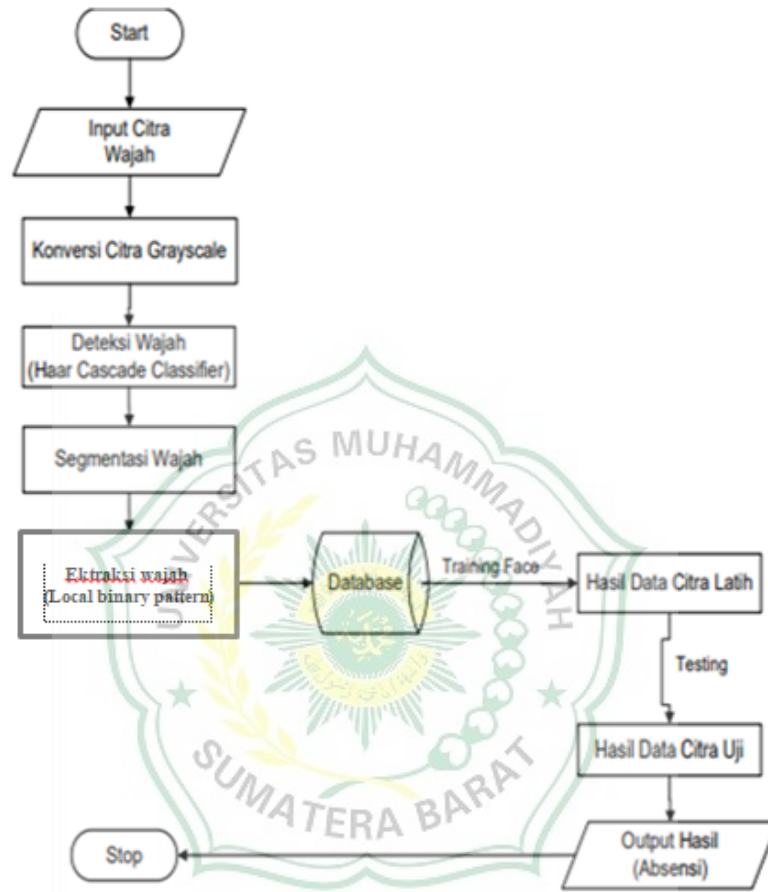 Start
Input Citra
Wajah
Konversi Citra Grayscale
Deteksi Wajah
(Haar Cascade Classifier)
Segmentasi Wajah
Ektraksi wajah
(Local binary pattern)
Database
Training Face
Hasil Data Citra Latih
Testing
Hasil Data Citra Uji
Output Hasil
(Absensi)
Stop
UNIVERSITAS MUHAMMADIYAH
SUMATERA BARAT